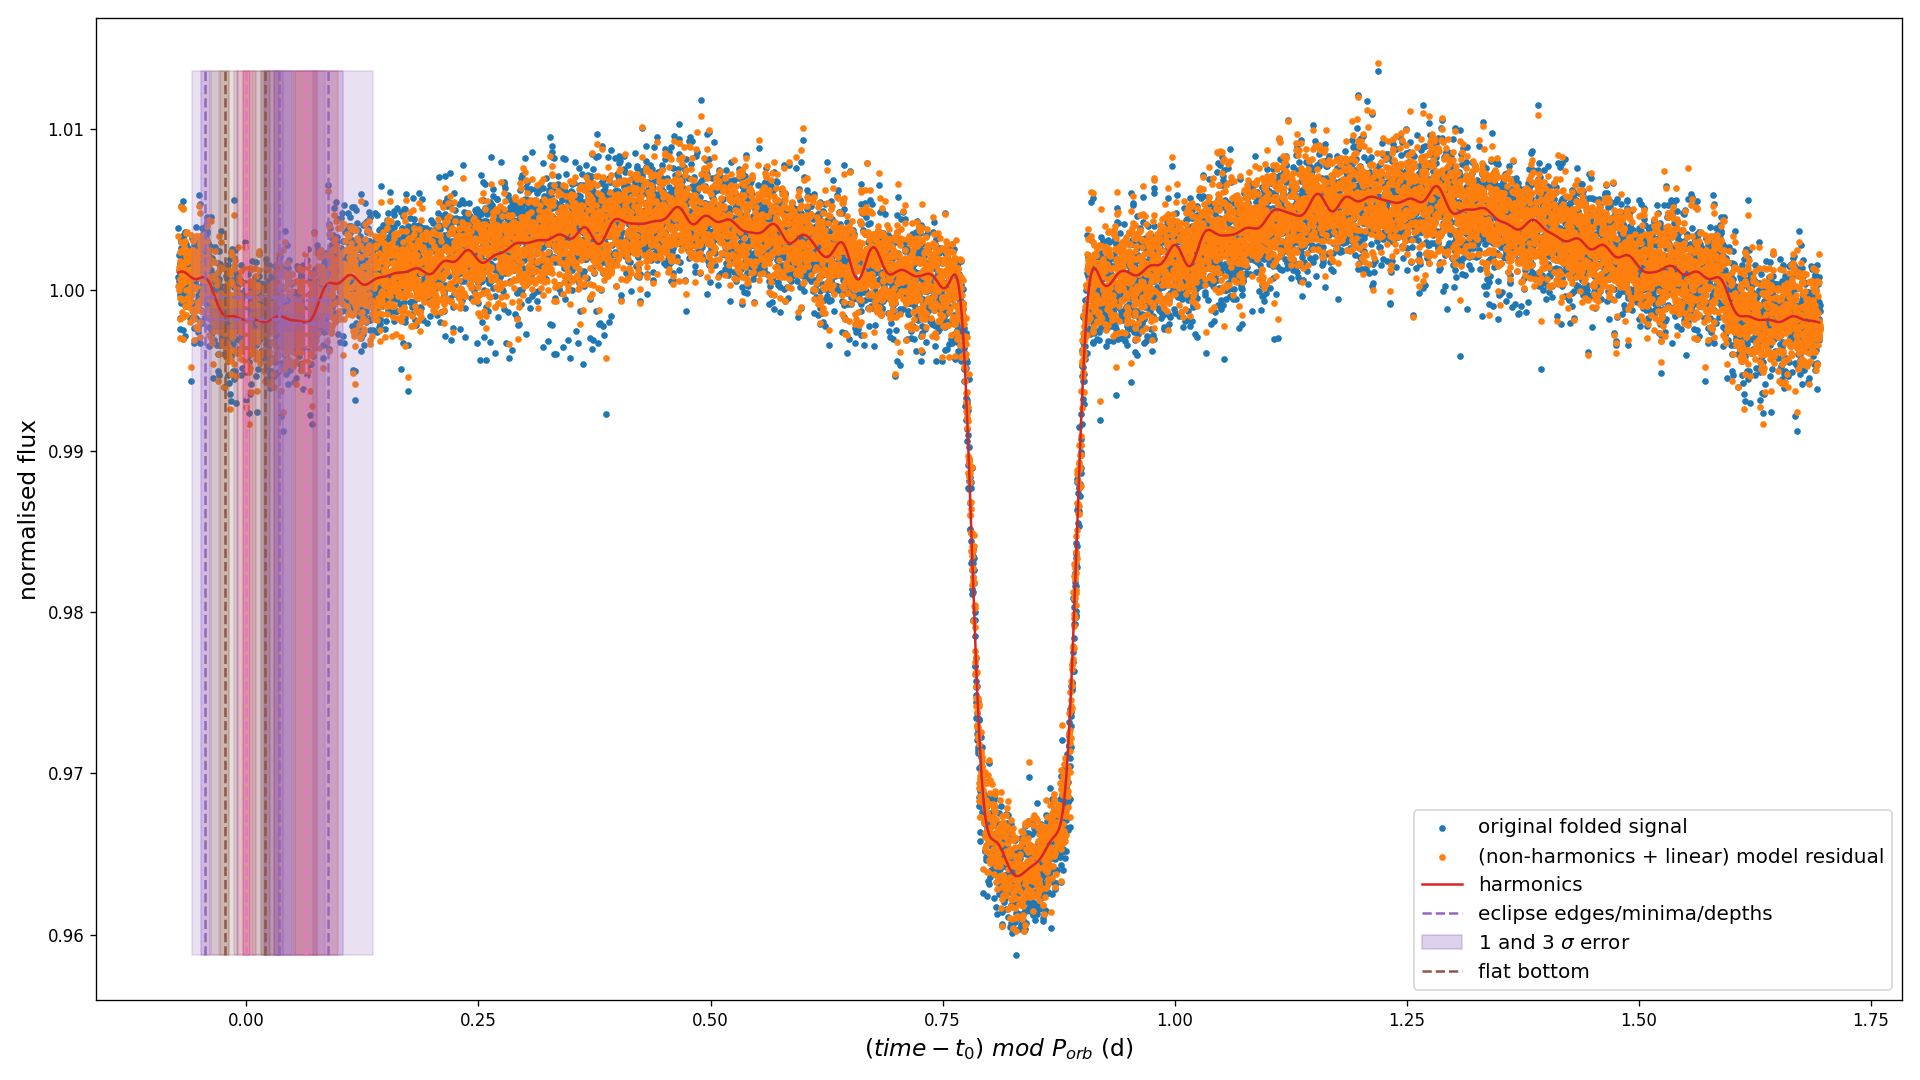 normalised flux
1.01
1.00
0.99
0.98
0.97
0.96
0.00
0.25
0.50
0.75
1.00
1.25
1.50
1.75
(time − t₀) mod Pₒᵣb (d)
original folded signal
(non-harmonics + linear) model residual
harmonics
eclipse edges/minima/depths
1 and 3 σ error
flat bottom